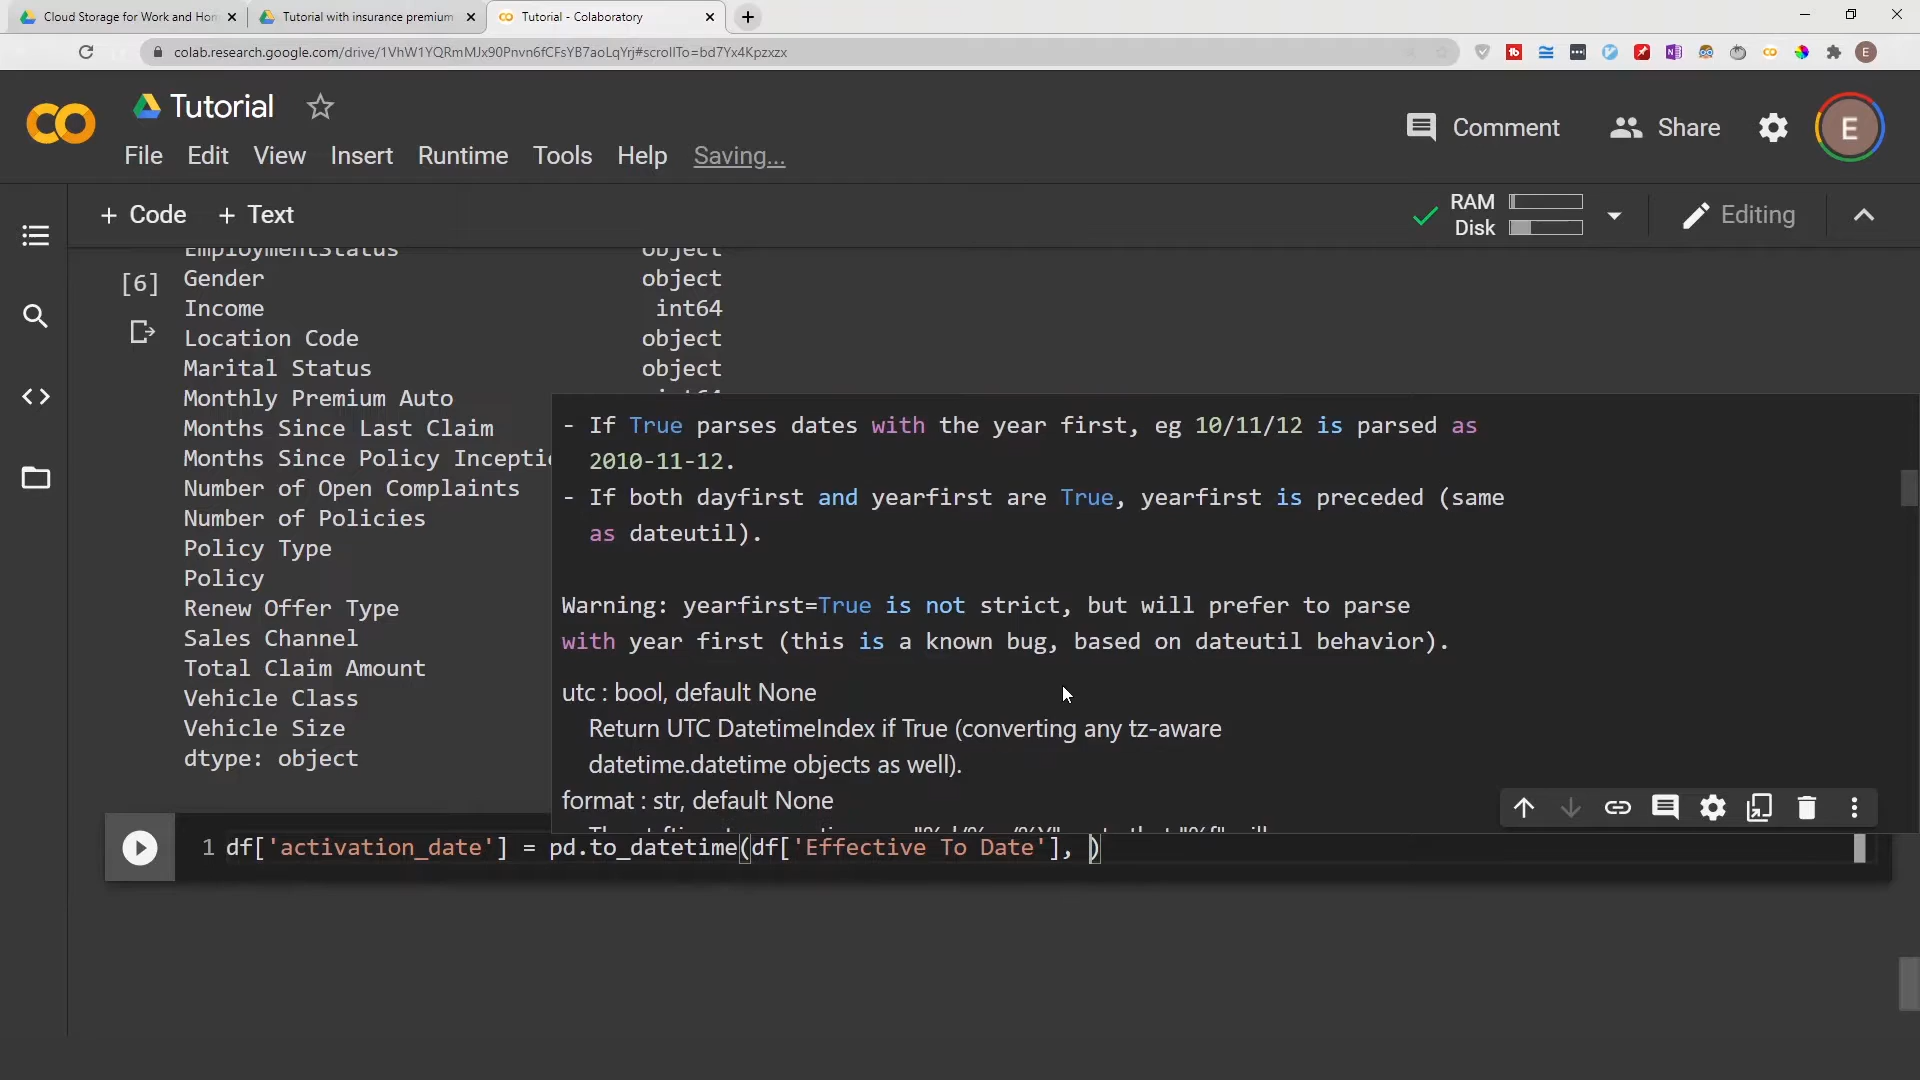 Cloud Storage for Work and Hor
Tutorial with insurance premium
Tutorial - Colaboratory
colab.research.google.com/drive/1VhW1YQRmMJx90Pnvn6fCFsYB7aoLqYrj#scrollTo=bd7Yx4Kpzxzx
E
CO
Tutorial
Comment
Share
E
File Edit View Insert Runtime Tools Help Saving...
+ Code + Text
RAM
Disk
Editing
EmploymentStatus object
[6]
Gender object
Income int64
Location Code object
Marital Status object
Monthly Premium Auto
Months Since Last Claim
Months Since Policy Inceptio
Number of Open Complaints
Number of Policies
Policy Type
Policy
Renew Offer Type
Sales Channel
Total Claim Amount
Vehicle Class
Vehicle Size
dtype: object
- If True parses dates with the year first, eg 10/11/12 is parsed as
2010-11-12.
- If both dayfirst and yearfirst are True, yearfirst is preceded (same
as dateutil).
Warning: yearfirst=True is not strict, but will prefer to parse
with year first (this is a known bug, based on dateutil behavior).
utc : bool, default None
Return UTC DatetimeIndex if True (converting any tz-aware
datetime.datetime objects as well).
format : str, default None
1 df['activation_date'] = pd.to_datetime(df['Effective To Date'], )